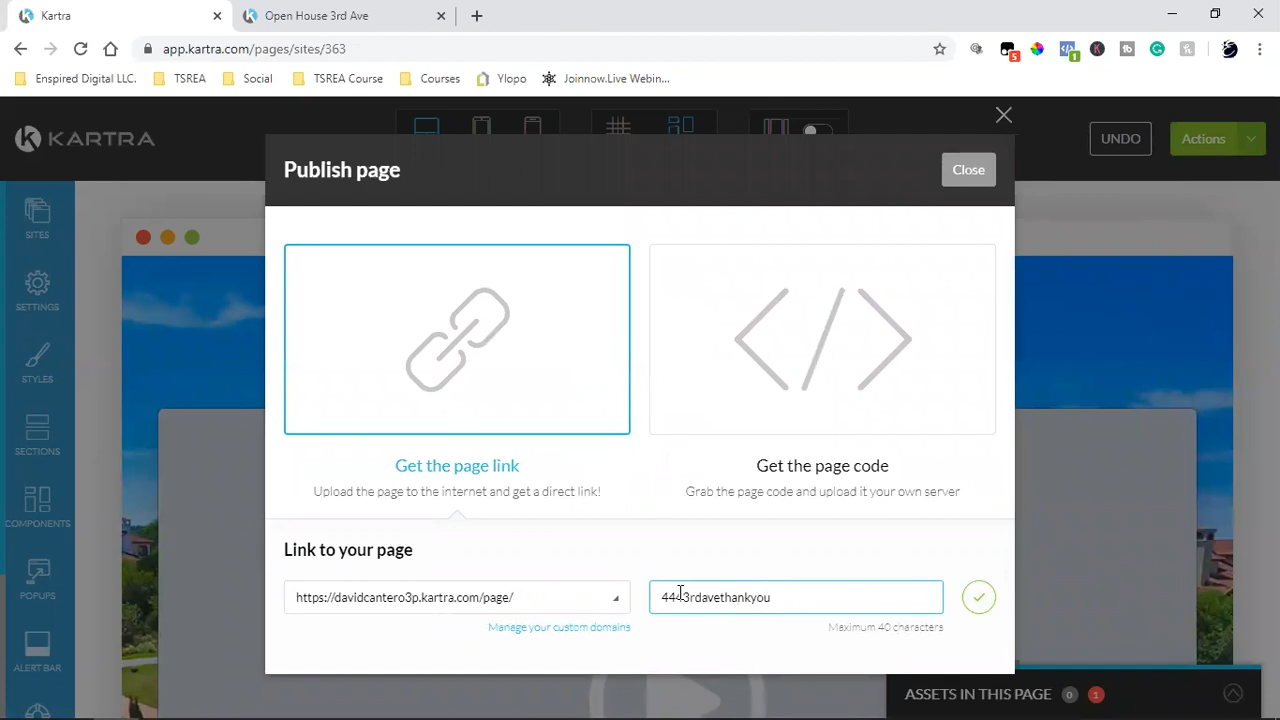 Kartra
Open House 3rd Ave
app.kartra.com/pages/sites/363
5
1
Enspired Digital LLC.
TSREA
Social
TSREA Course
Courses
Ylopo
Joinnow.Live Webin...
KARTRA
UNDO
Actions
Publish page
Close
SITES
SETTINGS
STYLES
SECTIONS
COMPONENTS
POPUPS
ALERT BAR
Get the page link
Upload the page to the internet and get a direct link!
Get the page code
Grab the page code and upload it your own server
Link to your page
https://davidcantero3p.kartra.com/page/
Manage your custom domains
Maximum 40 characters
ASSETS IN THIS PAGE 0 1